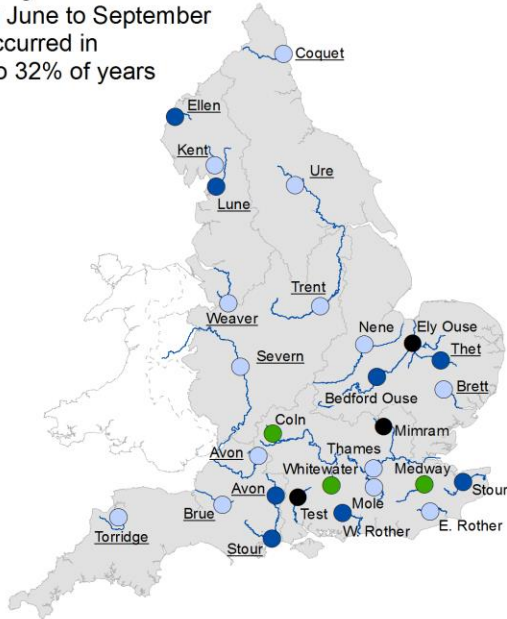 June to September
ccurred in
o 32% of years
Coquet
Ellen
Kent
Ure
Lune
Trent
Weaver
Nene
Ely Ouse
Thet
Severn
Brett
Bedford Ouse
Coln
Mimram
Avon
Thames
Whitewater
Medway
Avon
Stour
Brue
Test
Mole
Torridge
W. Rother
E. Rother
Stour